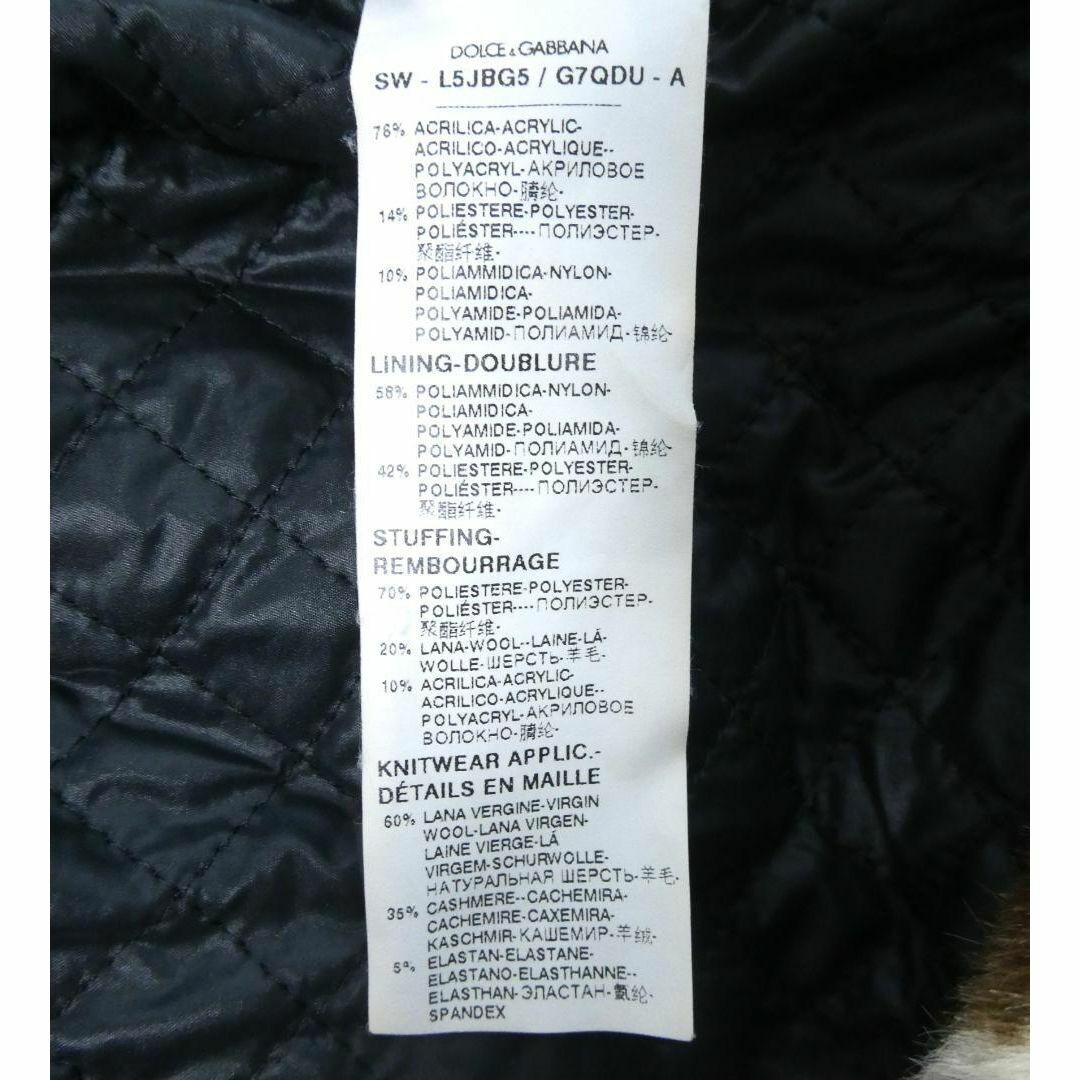 DOLCE & GABBANA
SW - L5JBG5 / G7QDU - A
76% ACRILICA-ACRYLIC-
ACRILICO-ACRYLIQUE--
POLYACRYL-АКРИЛОВОЕ
ВОЛОКНО-腈纶-
14% POLIESTERE-POLYESTER-
POLIÉSTER----ПОЛИЭСТЕР-
聚酯纤维-
10% POLIAMMIDICA-NYLON-
POLIAMIDICA-
POLYAMIDE-POLIAMIDA-
POLYAMID-ПОЛИАМИД-锦纶-
LINING-DOUBLURE
58% POLIAMMIDICA-NYLON-
POLIAMIDICA-
POLYAMIDE-POLIAMIDA-
POLYAMID-ПОЛИАМИД-锦纶-
42% POLIESTERE-POLYESTER-
POLIÉSTER----ПОЛИЭСТЕР-
聚酯纤维-
STUFFING-
REMBOURRAGE
70% POLIESTERE-POLYESTER-
POLIÉSTER----ПОЛИЭСТЕР-
聚酯纤维-
20% LANA-WOOL--LAINE-LÁ-
WOLLE-ШЕРСТЬ-羊毛-
10% ACRILICA-ACRYLIC-
ACRILICO-ACRYLIQUE--
POLYACRYL-АКРИЛОВОЕ
ВОЛОКНО-腈纶-
KNITWEAR APPLIC.-
DÉTAILS EN MAILLE
60% LANA VERGINE-VIRGIN
WOOL-LANA VIRGEN-
LAINE VIERGE-LÁ
VIRGEM-SCHURWOLLE-
НАТУРАЛЬНАЯ ШЕРСТЬ-羊毛-
35% CASHMERE--CACHEMIRA-
CACHEMIRE-CAXEMIRA-
KASCHMIR-КАШЕМИР-羊绒-
5% ELASTAN-ELASTANE-
ELASTANO-ELASTHANNE--
ELASTHAN-ЭЛАСТАН-氨纶-
SPANDEX